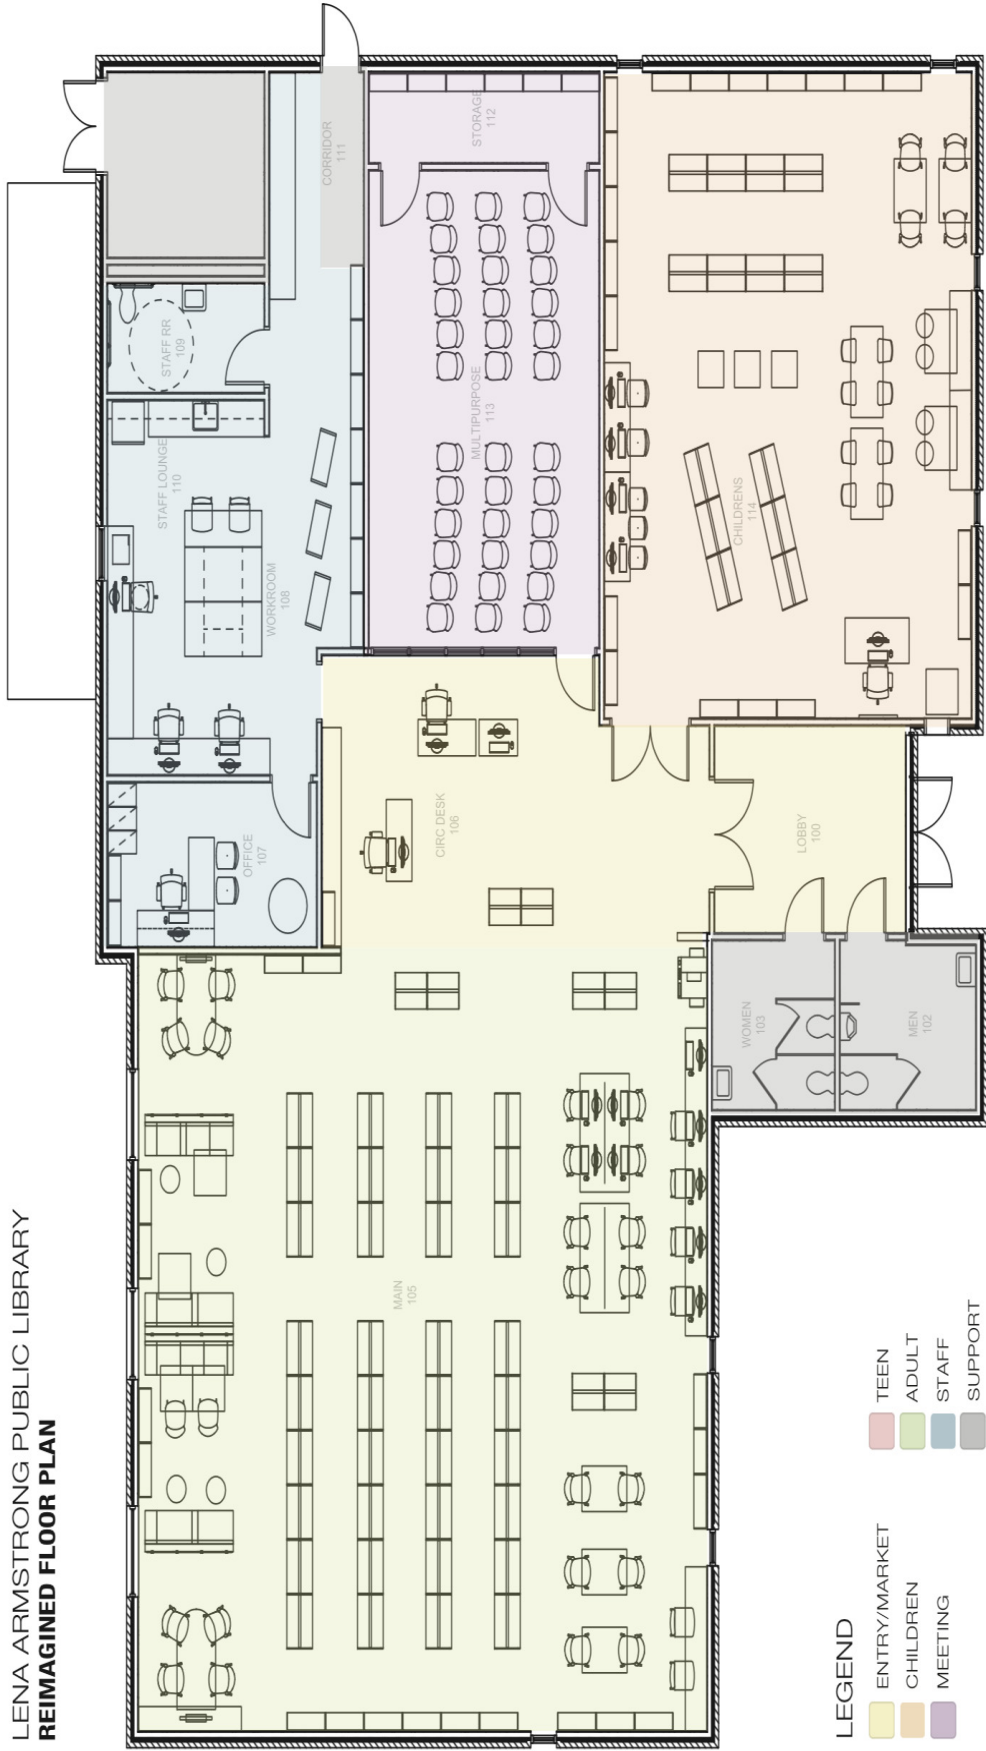 LENA ARMSTRONG PUBLIC LIBRARY
REIMAGINED FLOOR PLAN
CORRIDOR
111
STORAGE
112
STAFF RR
109
STAFF LOUNGE
110
MULTIPURPOSE
113
WORKROOM
108
CHILDRENS
114
OFFICE
107
CIRC DESK
106
LOBBY
100
WOMEN
103
MEN
102
MAIN
105
LEGEND
ENTRY/MARKET
CHILDREN
MEETING
TEEN
ADULT
STAFF
SUPPORT